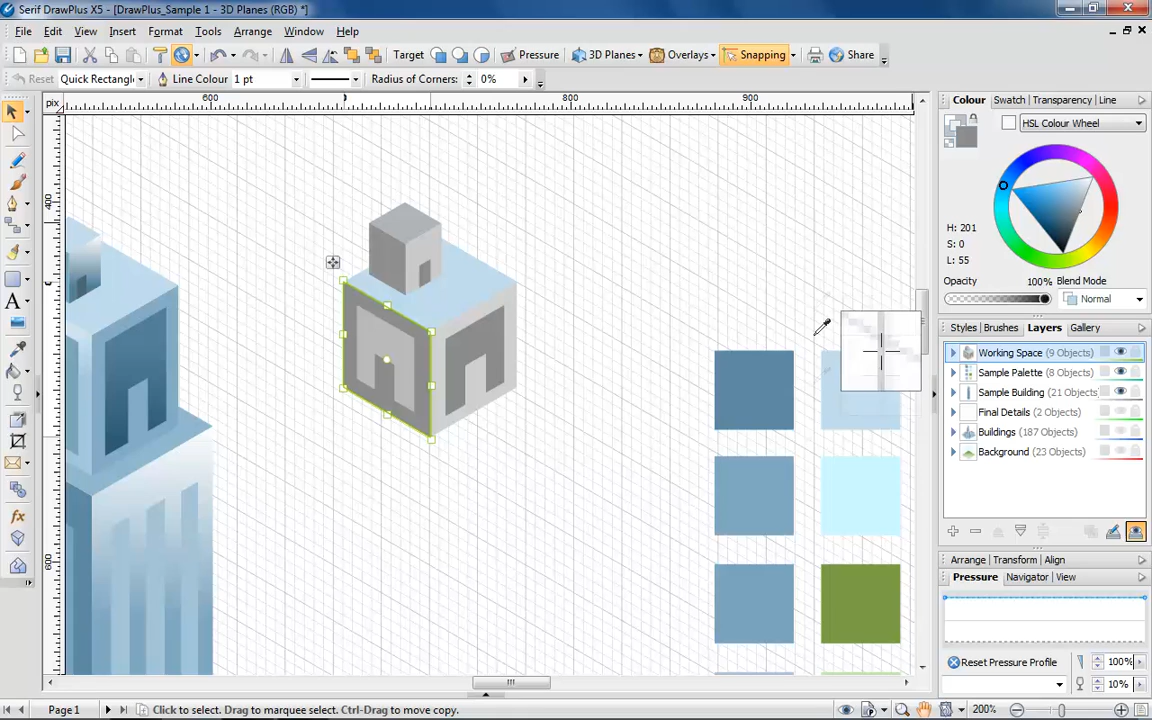 Serif DrawPlus X5 - [DrawPlus_Sample 1 - 3D Planes (RGB) *]
File Edit View Insert Format Tools Arrange Window Help
Target Pressure 3D Planes Overlays Snapping Share
Reset Quick Rectangle Line Colour 1 pt Radius of Corners: 0%
pix 600 800 900
400
600
Colour Swatch Transparency Line
HSL Colour Wheel
H: 201
S: 0
L: 55
Opacity 100% Blend Mode
Normal
Styles Brushes Layers Gallery
Working Space (9 Objects)
Sample Palette (8 Objects)
Sample Building (2 Objects)
Final Details (2 Objects)
Buildings (187 Objects)
Background (23 Objects)
Arrange Transform Align
Pressure Navigator View
Reset Pressure Profile 100%
10%
Page 1 Click to select. Drag to marquee select. Ctrl-Drag to move copy. 200%